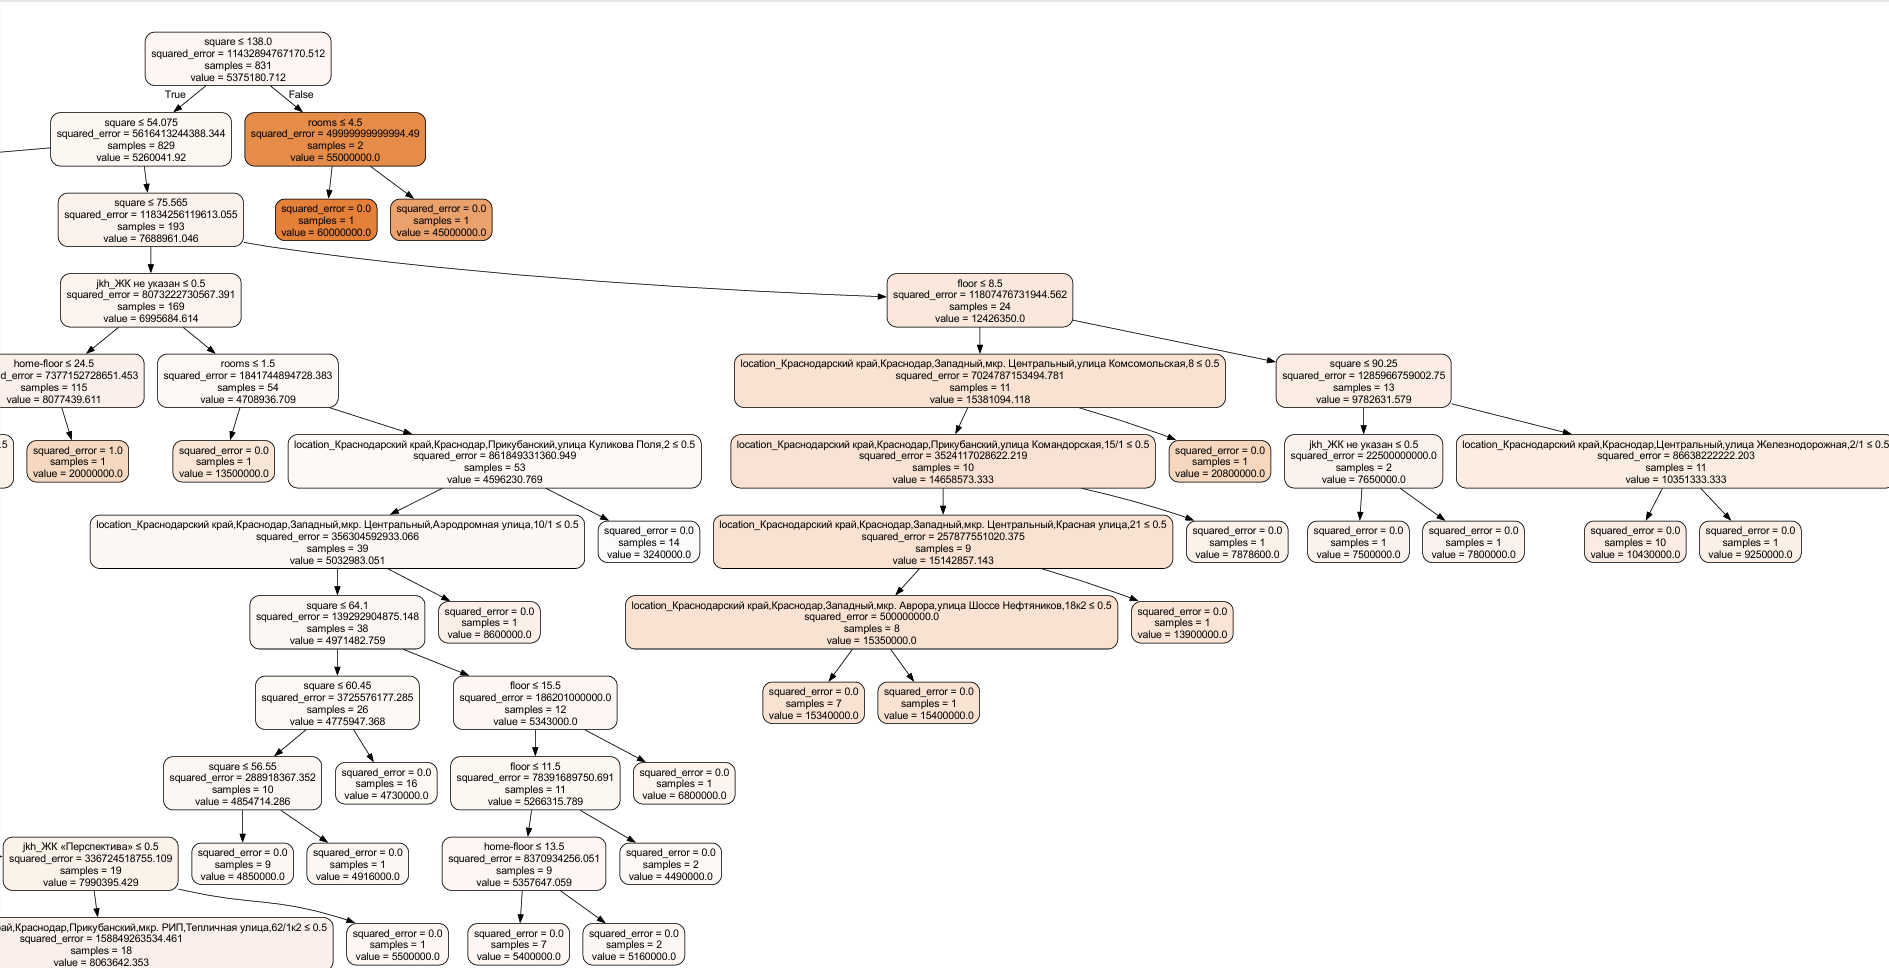 square ≤ 138.0
squared_error = 11432894767170.512
samples = 831
value = 5375180.712
True
False
square ≤ 54.075
squared_error = 5616413244388.344
samples = 829
value = 5260041.92
rooms ≤ 4.5
squared_error = 49999999999994.49
samples = 2
value = 55000000.0
square ≤ 75.565
squared_error = 11834256119613.055
samples = 193
value = 7688961.046
squared_error = 0.0
samples = 1
value = 60000000.0
squared_error = 0.0
samples = 1
value = 45000000.0
jkh_ЖК не указан ≤ 0.5
squared_error = 8073222730567.391
samples = 169
value = 6995684.614
floor ≤ 8.5
squared_error = 11807476731944.562
samples = 24
value = 12426350.0
home-floor ≤ 24.5
d_error = 7377152728651.453
samples = 115
value = 8077439.611
rooms ≤ 1.5
squared_error = 1841744894728.383
samples = 54
value = 4708936.709
location_Краснодарский край,Краснодар,Западный,мкр. Центральный,улица Комсомольская,8 ≤ 0.5
squared_error = 7024787153494.781
samples = 11
value = 15381094.118
square ≤ 90.25
squared_error = 1285966759002.75
samples = 13
value = 9782631.579
.5
squared_error = 1.0
samples = 1
value = 20000000.0
squared_error = 0.0
samples = 1
value = 13500000.0
location_Краснодарский край,Краснодар,Прикубанский,улица Куликова Поля,2 ≤ 0.5
squared_error = 861849331360.949
samples = 53
value = 4596230.769
location_Краснодарский край,Краснодар,Прикубанский,улица Командорская,15/1 ≤ 0.5
squared_error = 3524117028622.219
samples = 10
value = 14658573.333
squared_error = 0.0
samples = 1
value = 20800000.0
jkh_ЖК не указан ≤ 0.5
squared_error = 22500000000.0
samples = 2
value = 7650000.0
location_Краснодарский край,Краснодар,Центральный,улица Железнодорожная,2/1 ≤ 0.5
squared_error = 86638222222.203
samples = 11
value = 10351333.333
location_Краснодарский край,Краснодар,Западный,мкр. Центральный,Аэродромная улица,10/1 ≤ 0.5
squared_error = 356304592933.066
samples = 39
value = 5032983.051
squared_error = 0.0
samples = 14
value = 3240000.0
location_Краснодарский край,Краснодар,Западный,мкр. Центральный,Красная улица,21 ≤ 0.5
squared_error = 257877551020.375
samples = 9
value = 15142857.143
squared_error = 0.0
samples = 1
value = 7878600.0
squared_error = 0.0
samples = 1
value = 7500000.0
squared_error = 0.0
samples = 1
value = 7800000.0
squared_error = 0.0
samples = 10
value = 10430000.0
squared_error = 0.0
samples = 1
value = 9250000.0
square ≤ 64.1
squared_error = 139292904875.148
samples = 38
value = 4971482.759
squared_error = 0.0
samples = 1
value = 8600000.0
location_Краснодарский край,Краснодар,Западный,мкр. Аврора,улица Шоссе Нефтяников,18к2 ≤ 0.5
squared_error = 500000000.0
samples = 8
value = 15350000.0
squared_error = 0.0
samples = 1
value = 13900000.0
square ≤ 60.45
squared_error = 3725576177.285
samples = 26
value = 4775947.368
floor ≤ 15.5
squared_error = 186201000000.0
samples = 12
value = 5343000.0
squared_error = 0.0
samples = 7
value = 15340000.0
squared_error = 0.0
samples = 1
value = 15400000.0
square ≤ 56.55
squared_error = 288918367.352
samples = 10
value = 4854714.286
squared_error = 0.0
samples = 16
value = 4730000.0
floor ≤ 11.5
squared_error = 78391689750.691
samples = 11
value = 5266315.789
squared_error = 0.0
samples = 1
value = 6800000.0
jkh_ЖК «Перспектива» ≤ 0.5
squared_error = 336724518755.109
samples = 19
value = 7990395.429
squared_error = 0.0
samples = 9
value = 4850000.0
squared_error = 0.0
samples = 1
value = 4916000.0
home-floor ≤ 13.5
squared_error = 8370934256.051
samples = 9
value = 5357647.059
squared_error = 0.0
samples = 2
value = 4490000.0
ай,Краснодар,Прикубанский,мкр. РИП,Тепличная улица,62/1к2 ≤ 0.5
squared_error = 158849263534.461
samples = 18
value = 8063642.353
squared_error = 0.0
samples = 1
value = 5500000.0
squared_error = 0.0
samples = 7
value = 5400000.0
squared_error = 0.0
samples = 2
value = 5160000.0